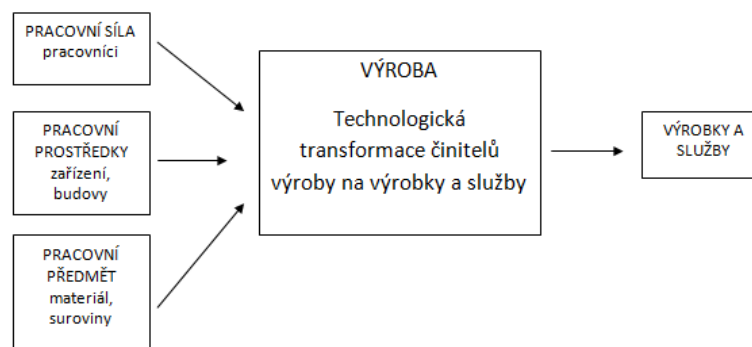 PRACOVNÍ SÍLA
pracovníci
PRACOVNÍ
PROSTŘEDKY
zařízení,
budovy
PRACOVNÍ
PŘEDMĚT
materiál,
suroviny
VÝROBA
Technologická
transformace činitelů
výroby na výrobky a služby
VÝROBKY A
SLUŽBY